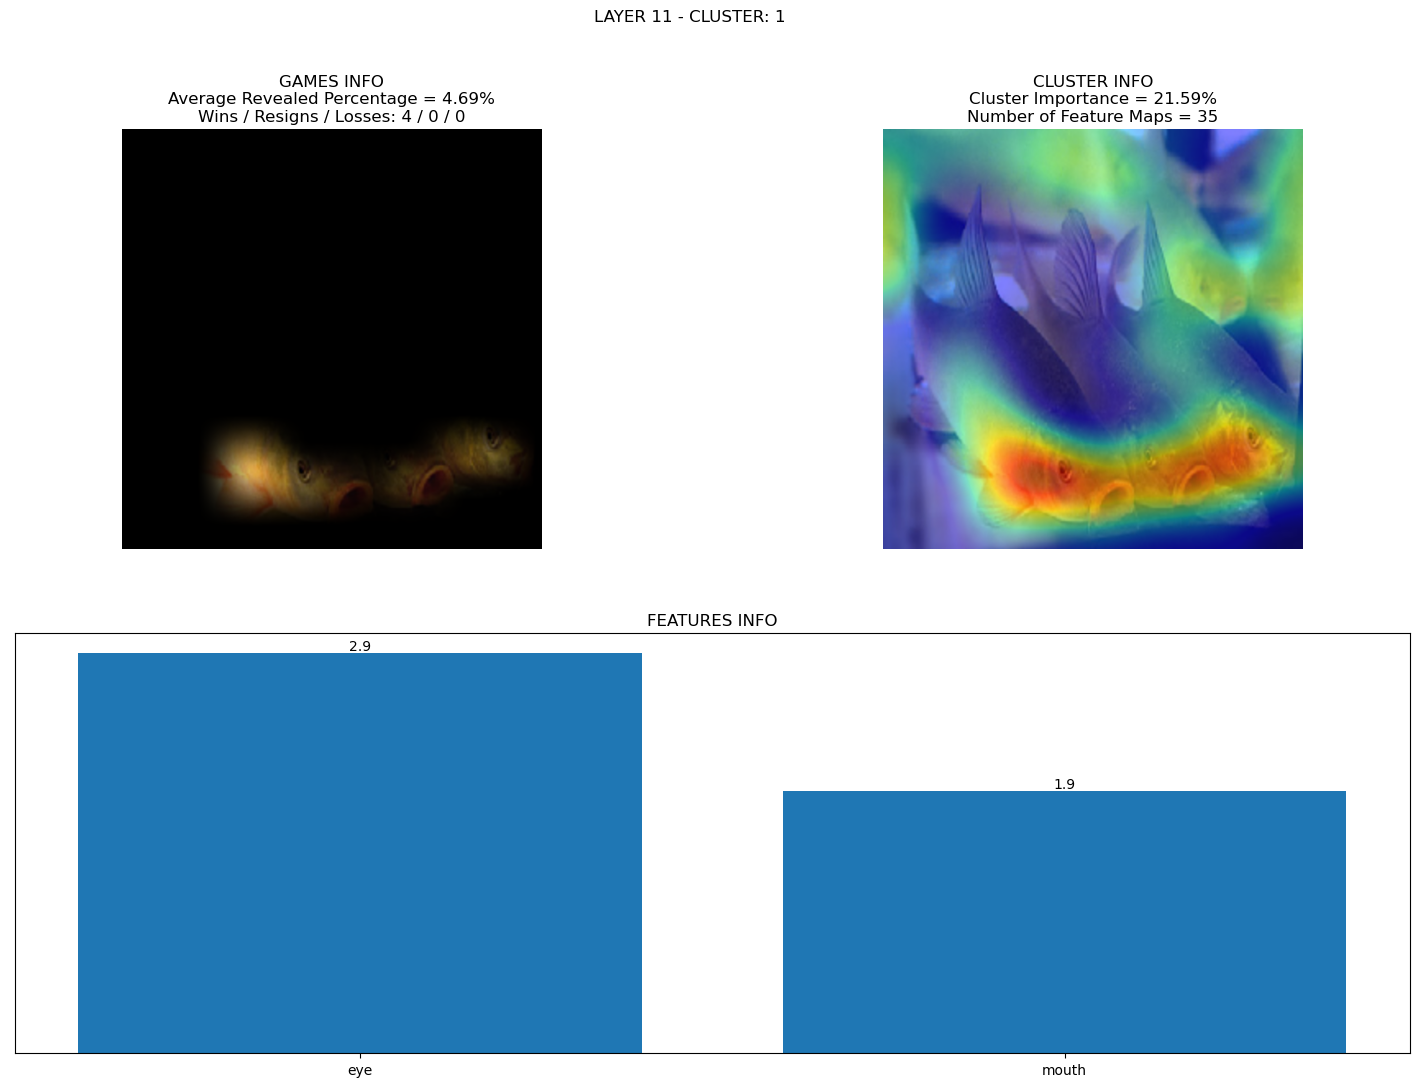 LAYER 11 - CLUSTER: 1
GAMES INFO
Average Revealed Percentage = 4.69%
Wins / Resigns / Losses: 4 / 0 / 0
CLUSTER INFO
Cluster Importance = 21.59%
Number of Feature Maps = 35
FEATURES INFO
2.9
1.9
eye
mouth